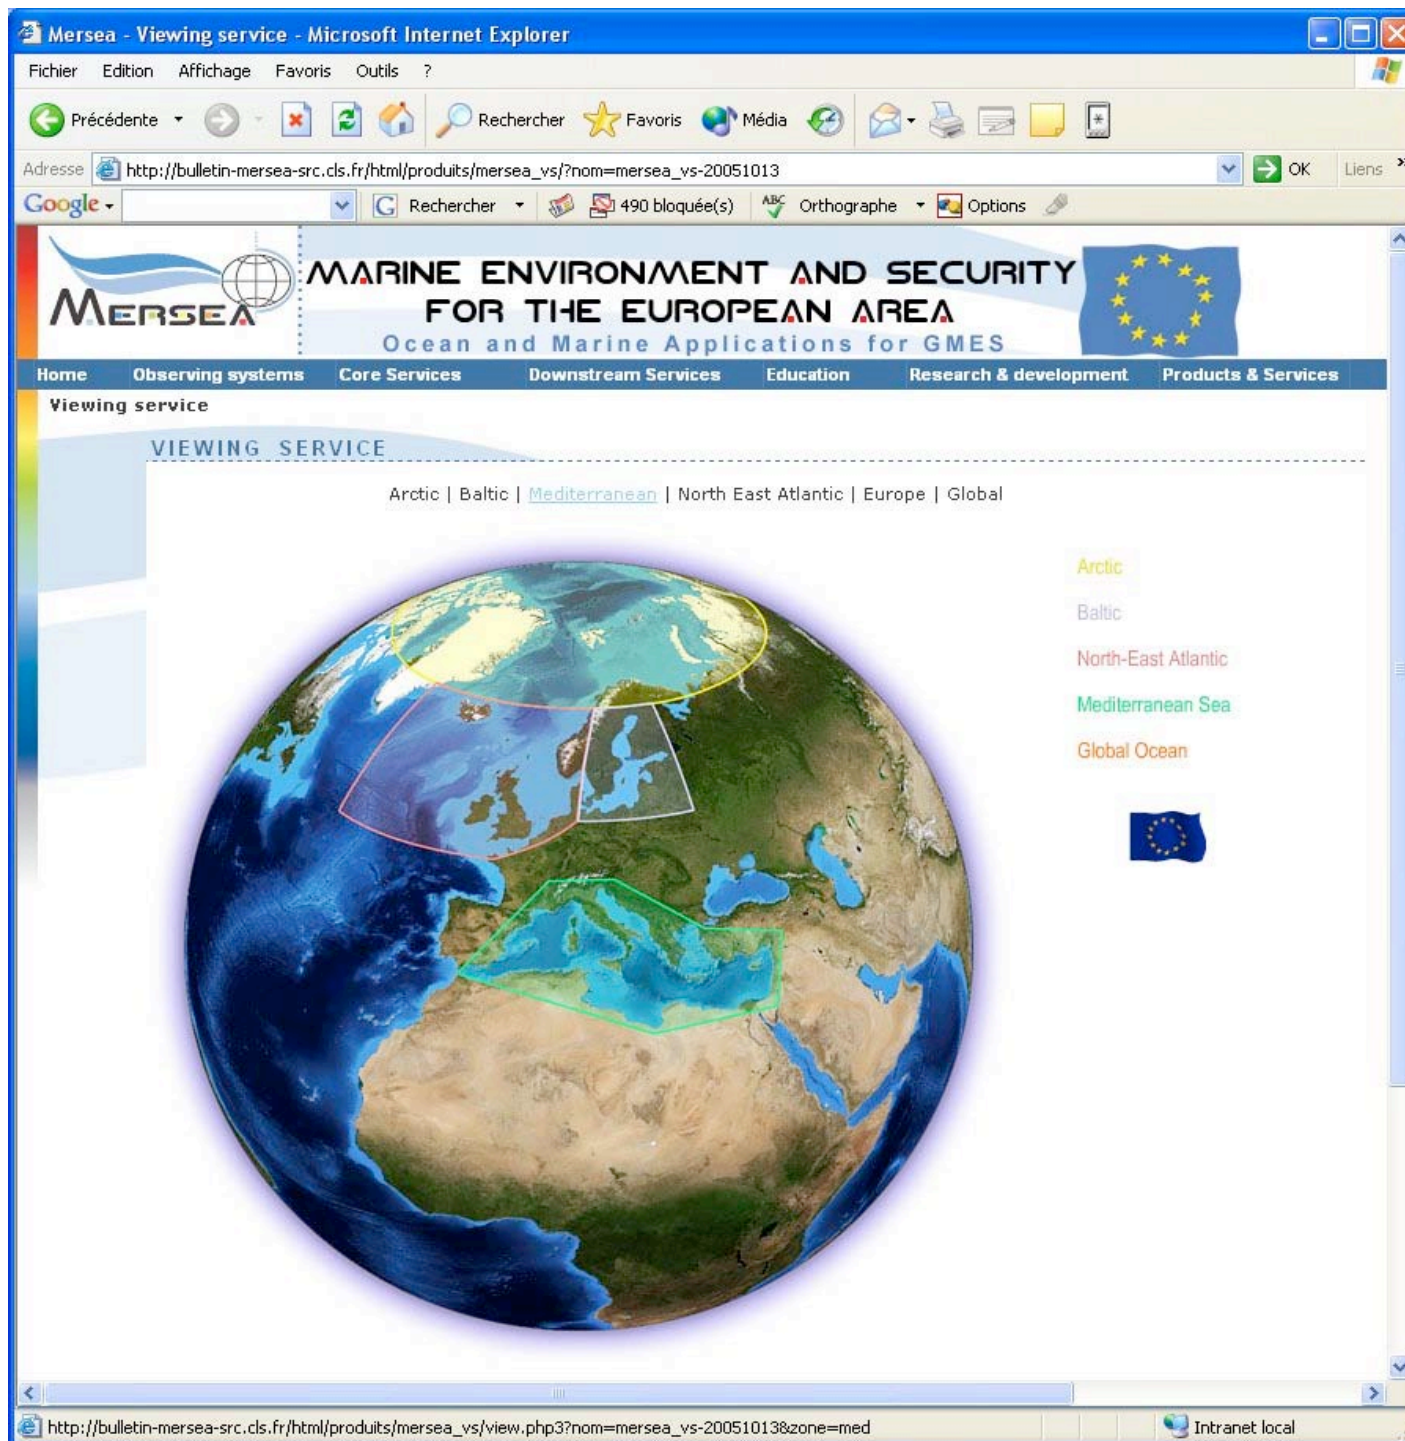 Mersea - Viewing service - Microsoft Internet Explorer
Fichier Edition Affichage Favoris Outils ?
Précédente Rechercher Favoris Média
Adresse http://bulletin-mersea-src.cls.fr/html/produits/mersea_vs/?nom=mersea_vs-20051013 OK Liens »
Google G Rechercher 490 bloquée(s) ABC Orthographe Options
MERSEA
MARINE ENVIRONMENT AND SECURITY
FOR THE EUROPEAN AREA
Ocean and Marine Applications for GMES
Home Observing systems Core Services Downstream Services Education Research & development Products & Services
Viewing service
VIEWING SERVICE
Arctic | Baltic | Mediterranean | North East Atlantic | Europe | Global
Arctic
Baltic
North-East Atlantic
Mediterranean Sea
Global Ocean
http://bulletin-mersea-src.cls.fr/html/produits/mersea_vs/view.php3?nom=mersea_vs-20051013&zone=med Intranet local